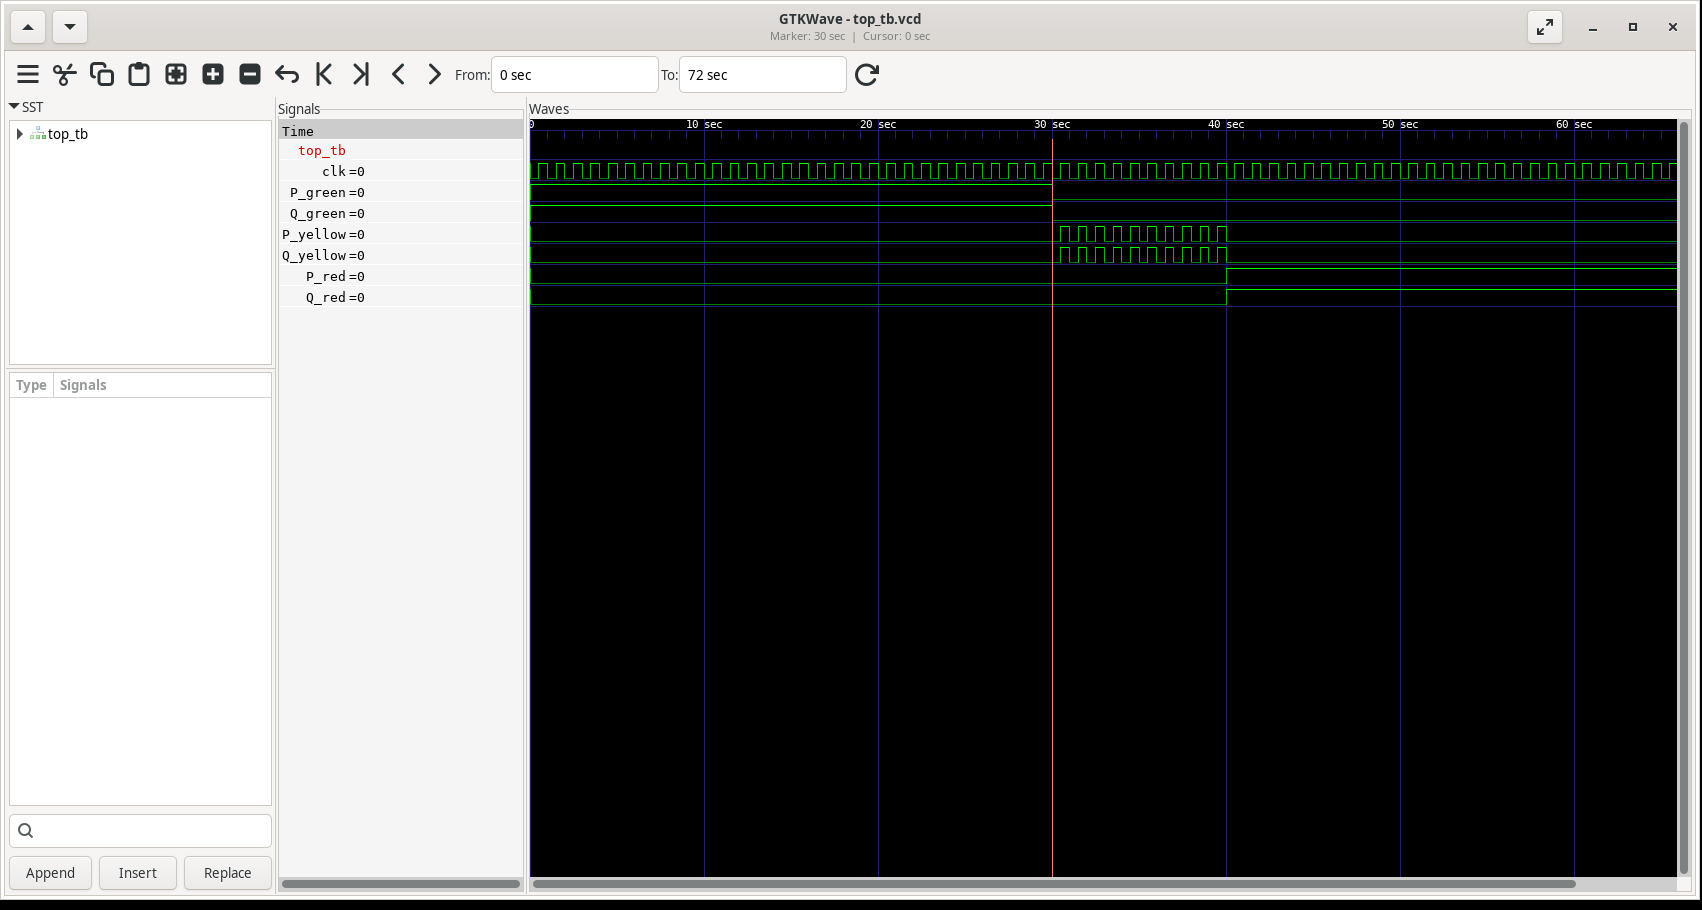 GTKWave - top_tb.vcd
Marker: 30 sec | Cursor: 0 sec
From: 0 sec To: 72 sec
SST
top_tb
Type Signals
Append Insert Replace
Signals
Time
top_tb
clk =0
P_green =0
Q_green =0
P_yellow =0
Q_yellow =0
P_red =0
Q_red =0
Waves
0 10 sec 20 sec 30 sec 40 sec 50 sec 60 sec